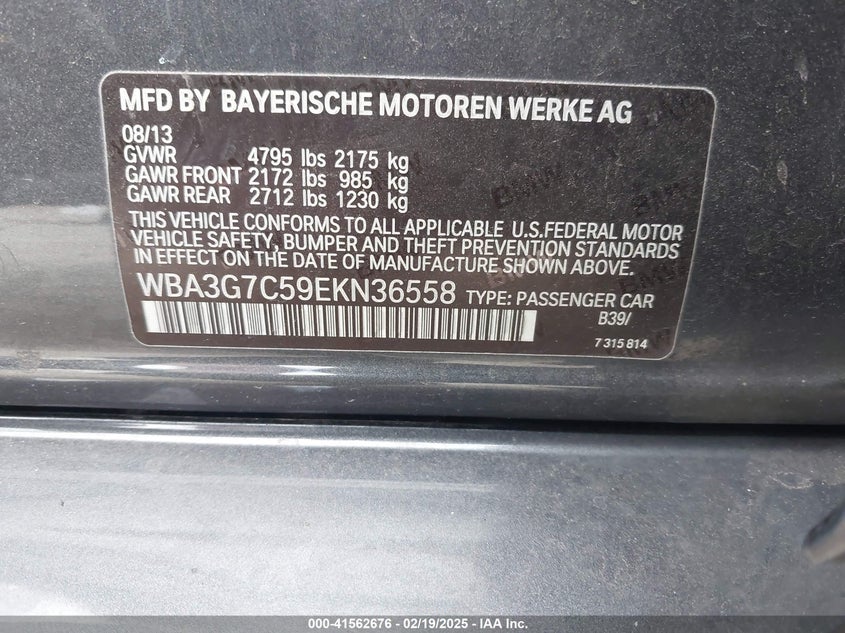 MFD BY BAYERISCHE MOTOREN WERKE AG
08/13
GVWR 4795 lbs 2175 kg
GAWR FRONT 2172 lbs 985 kg
GAWR REAR 2712 lbs 1230 kg
THIS VEHICLE CONFORMS TO ALL APPLICABLE U.S.FEDERAL MOTOR
VEHICLE SAFETY, BUMPER AND THEFT PREVENTION STANDARDS
IN EFFECT ON THE DATE OF MANUFACTURE SHOWN ABOVE.
WBA3G7C59EKN36558 TYPE: PASSENGER CAR
B39/
7 315 814
000-41562676 - 02/19/2025 - IAA Inc.